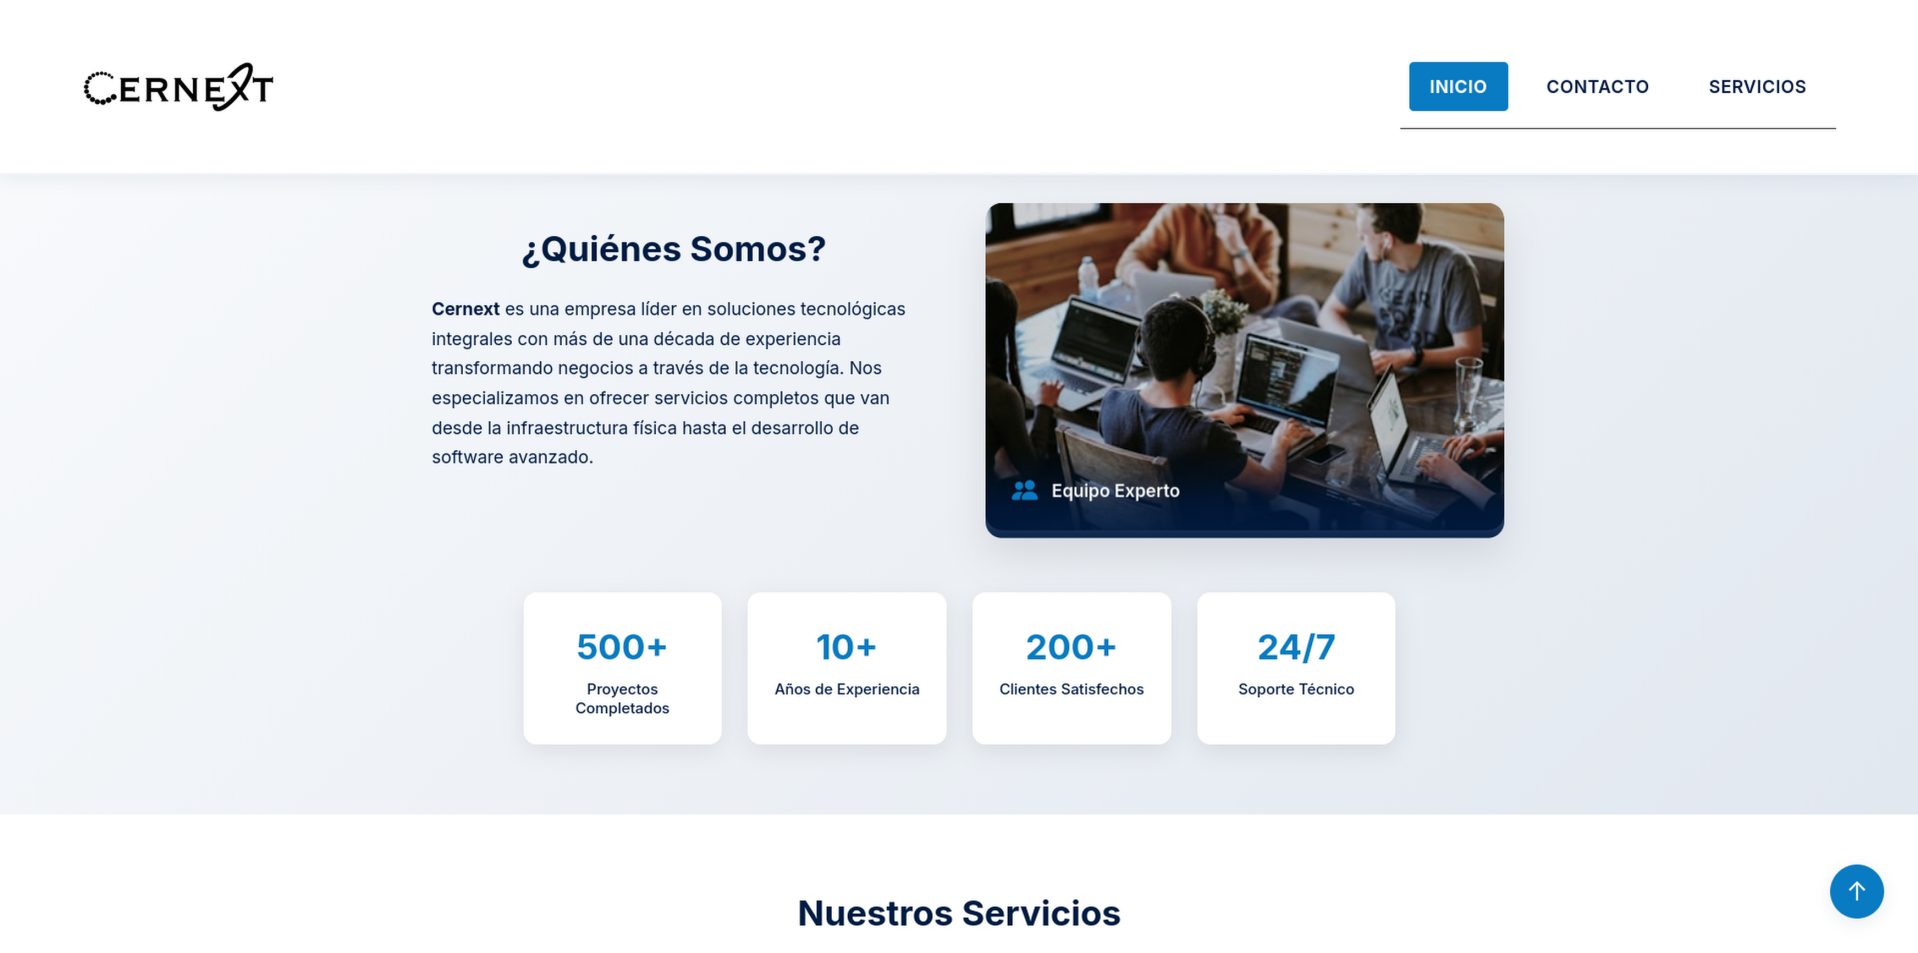 CERNEXT
INICIO
CONTACTO
SERVICIOS
¿Quiénes Somos?
Cernext es una empresa líder en soluciones tecnológicas
integrales con más de una década de experiencia
transformando negocios a través de la tecnología. Nos
especializamos en ofrecer servicios completos que van
desde la infraestructura física hasta el desarrollo de
software avanzado.
Equipo Experto
500+
Proyectos
Completados
10+
Años de Experiencia
200+
Clientes Satisfechos
24/7
Soporte Técnico
Nuestros Servicios